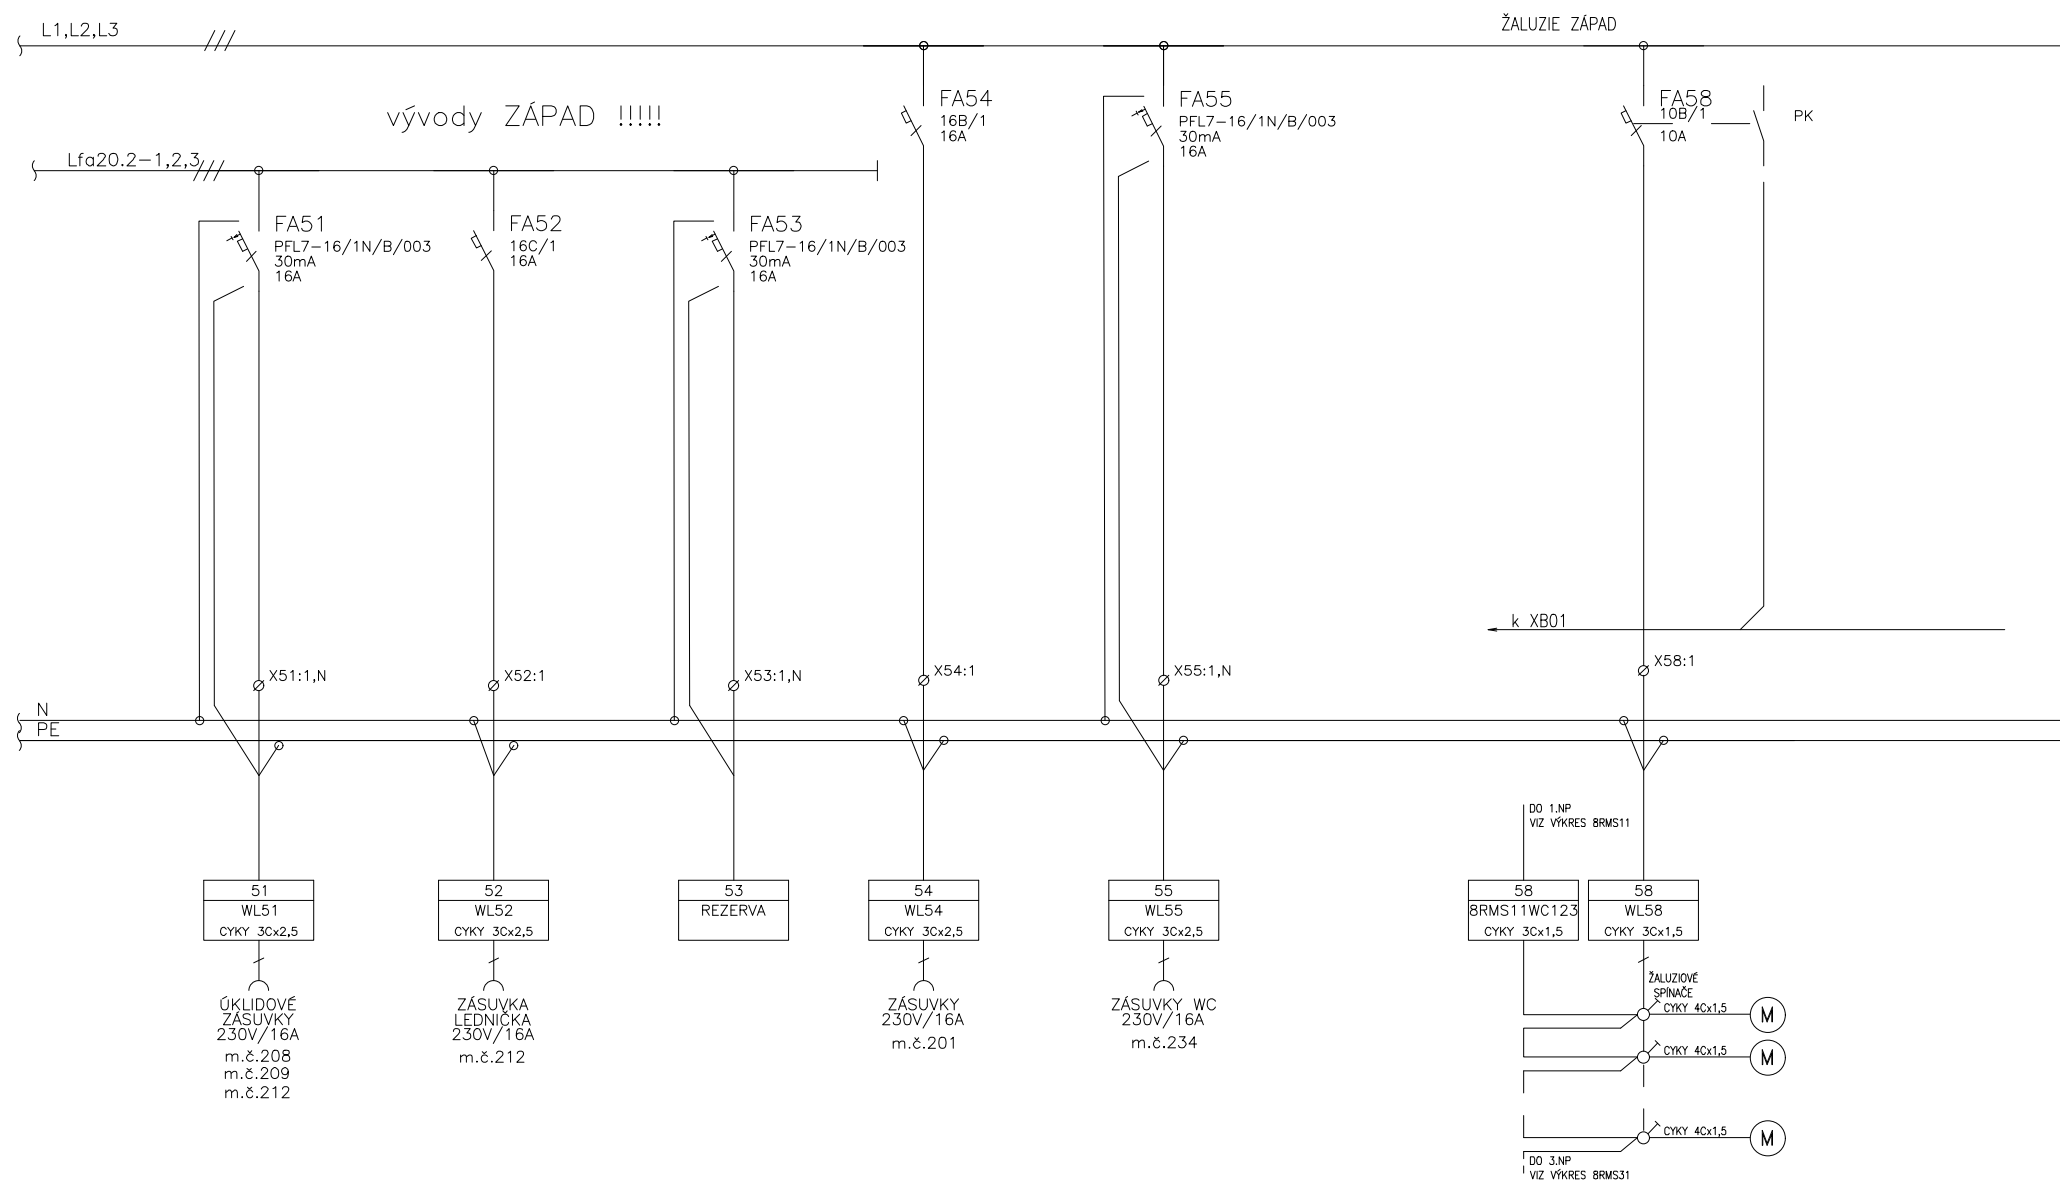 L1,L2,L3
ŽALUZIE ZÁPAD
vývody ZÁPAD !!!!!
Lfa20.2-1,2,3
FA51
PFL7-16/1N/B/003
30mA
16A
FA52
16C/1
16A
FA53
PFL7-16/1N/B/003
30mA
16A
FA54
16B/1
16A
FA55
PFL7-16/1N/B/003
30mA
16A
FA58
10B/1
10A
PK
k XB01
X51:1,N
X52:1
X53:1,N
X54:1
X55:1,N
X58:1
N
PE
DO 1.NP
VIZ VÝKRES 8RMS11
51
WL51
CYKY 3Cx2,5
52
WL52
CYKY 3Cx2,5
53
REZERVA
54
WL54
CYKY 3Cx2,5
55
WL55
CYKY 3Cx2,5
58
8RMS11WC123
CYKY 3Cx1,5
58
WL58
CYKY 3Cx1,5
ÚKLIDOVÉ
ZÁSUVKY
230V/16A
m.č.208
m.č.209
m.č.212
ZÁSUVKA
LEDNIČKA
230V/16A
m.č.212
ZÁSUVKY
230V/16A
m.č.201
ZÁSUVKY WC
230V/16A
m.č.234
ŽALUZIOVÉ
SPÍNAČE
CYKY 4Cx1,5
M
CYKY 4Cx1,5
M
CYKY 4Cx1,5
M
DO 3.NP
VIZ VÝKRES 8RMS31